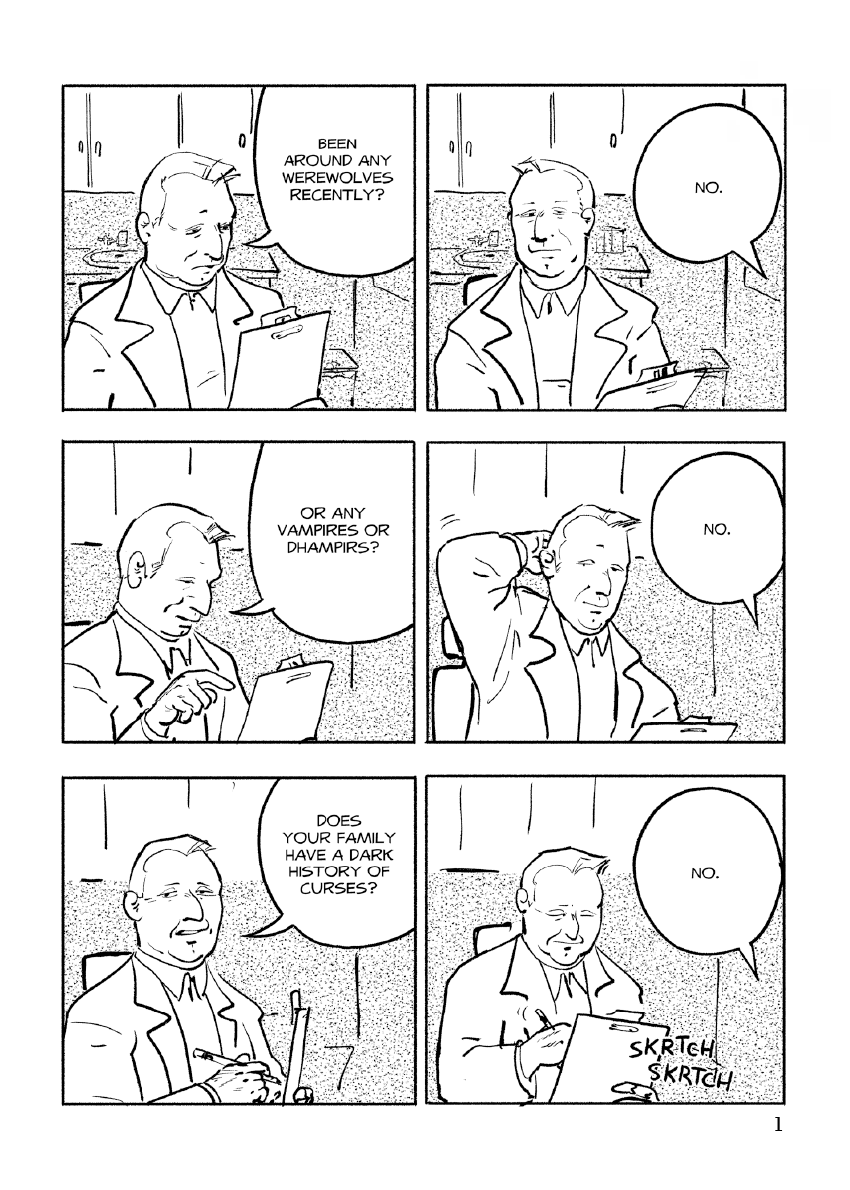 BEEN
AROUND ANY
WEREWOLVES
RECENTLY?
NO.
OR ANY
VAMPIRES OR
DHAMPIRS?
NO.
DOES
YOUR FAMILY
HAVE A DARK
HISTORY OF
CURSES?
NO.
SKRTCH
SKRTCH
1